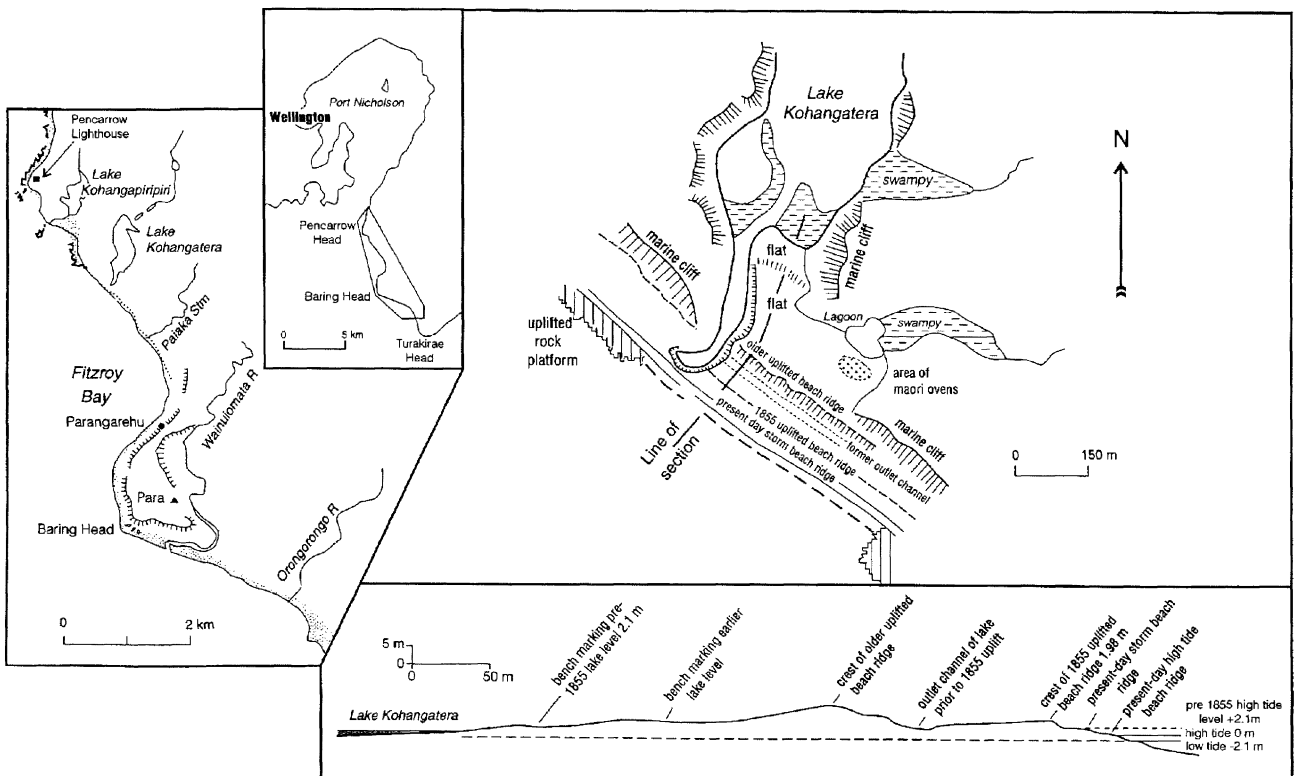 Pencarrow
Lighthouse
Lake
Kohangapiripiri
Lake
Kohangatera
Paiaka Stm
Wainuiomata R
Fitzroy
Bay
Parangarehu
Para
Baring Head
Orongorongo R
0 2 km
Port Nicholson
Wellington
Pencarrow
Head
Baring Head
0 5 km
Turakirae
Head
Lake
Kohangatera
N
swampy
marine cliff
flat
marine cliff
flat
Lagoon
swampy
uplifted
rock
platform
area of
maori ovens
older uplifted beach ridge
marine cliff
1855 uplifted beach ridge
former outlet channel
present day storm beach ridge
Line of
section
0 150 m
5 m
0
0 50 m
bench marking pre-
1855 lake level 2.1 m
bench marking earlier
lake level
crest of older uplifted
beach ridge
outlet channel of lake
prior to 1855 uplift
crest of 1855 uplifted
beach ridge 1.98 m
present-day storm beach
ridge
present-day high tide
beach ridge
Lake Kohangatera
pre 1855 high tide
level +2.1m
high tide 0 m
low tide -2.1 m